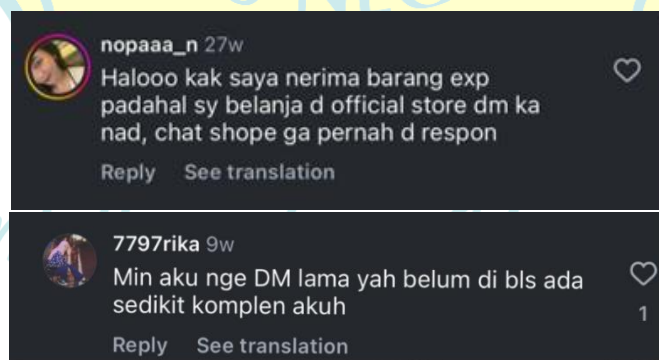 nopaaa_n 27w
Halooo kak saya nerima barang exp
padahal sy belanja d official store dm ka
nad, chat shope ga pernah d respon
Reply See translation
7797rika 9w
Min aku nge DM lama yah belum di bls ada
sedikit komplen akuh
1
Reply See translation